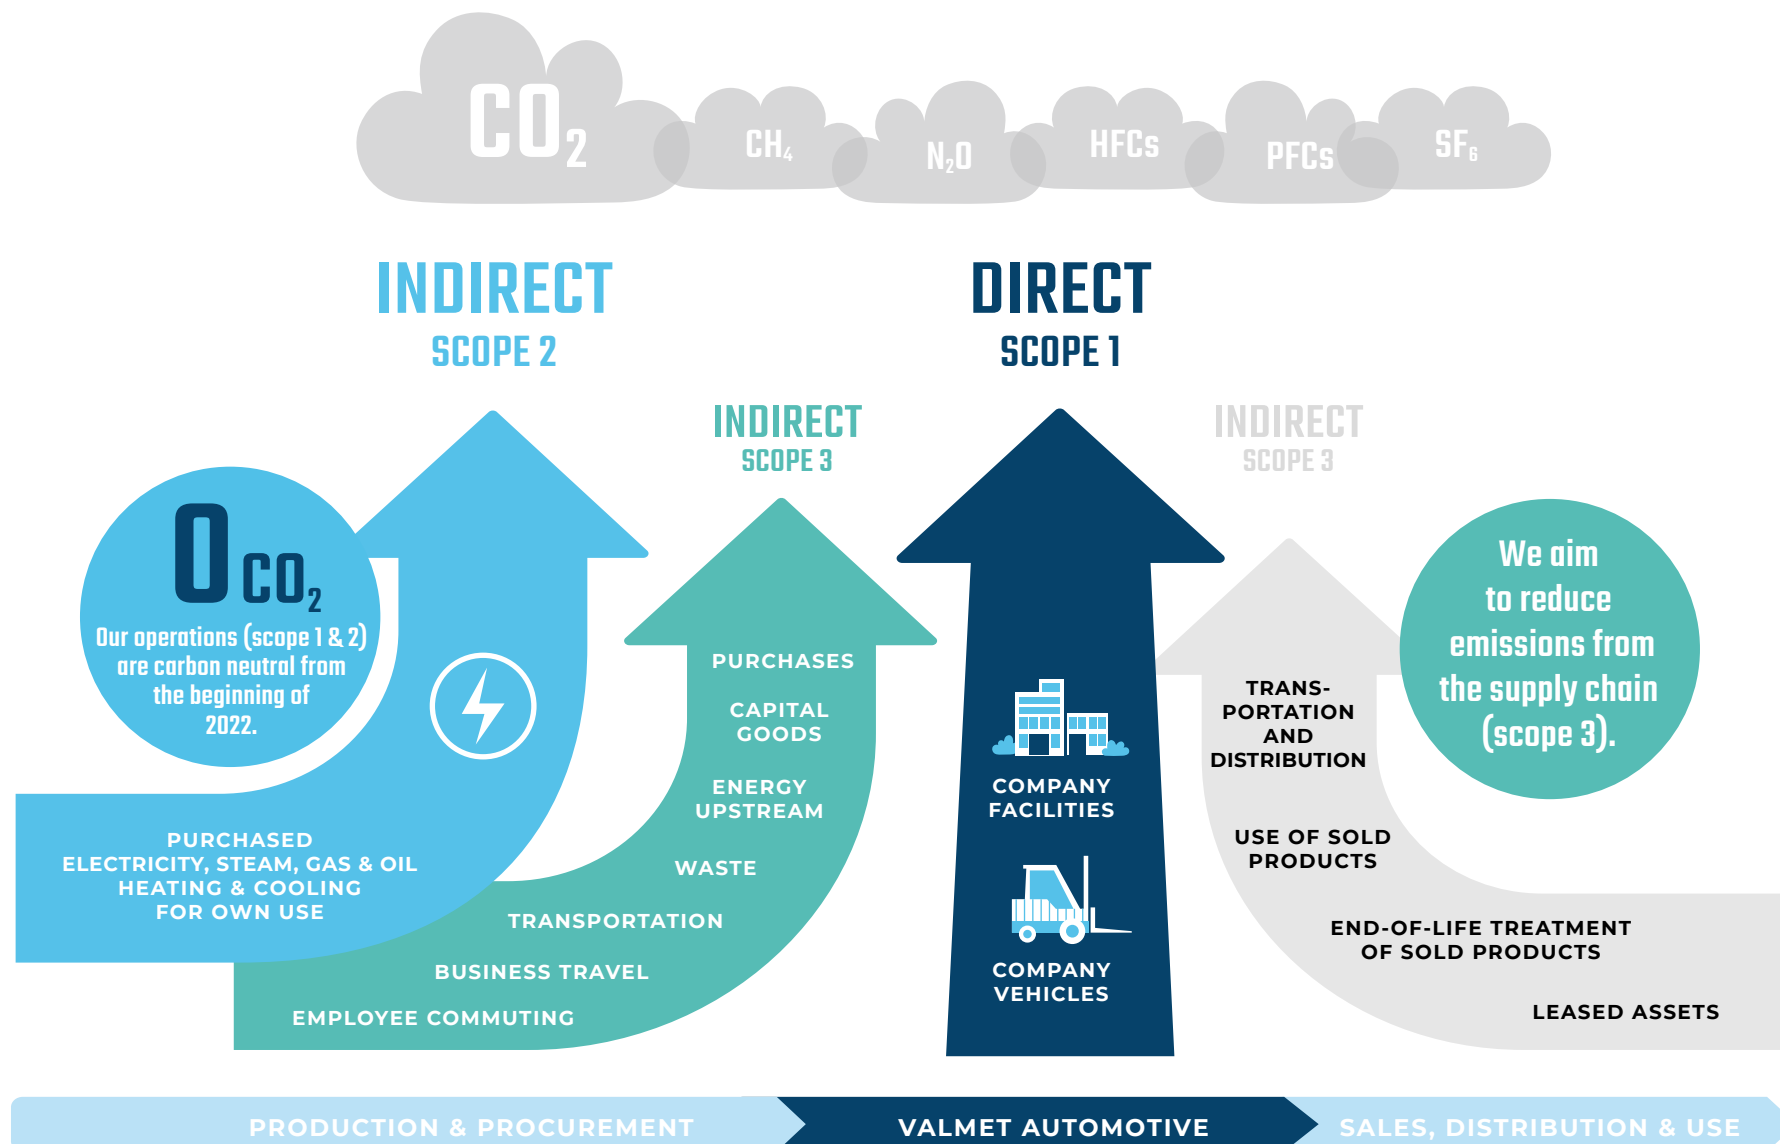 CO₂
CH₄
N₂O
HFCs
PFCs
SF₆
INDIRECT
SCOPE 2
DIRECT
SCOPE 1
INDIRECT
SCOPE 3
INDIRECT
SCOPE 3
0 CO₂
Our operations (scope 1 & 2)
are carbon neutral from
the beginning of
2022.
We aim
to reduce
emissions from
the supply chain
(scope 3).
PURCHASED
ELECTRICITY, STEAM, GAS & OIL
HEATING & COOLING
FOR OWN USE
PURCHASES
CAPITAL
GOODS
ENERGY
UPSTREAM
WASTE
TRANSPORTATION
BUSINESS TRAVEL
EMPLOYEE COMMUTING
COMPANY
FACILITIES
COMPANY
VEHICLES
TRANS-
PORTATION
AND
DISTRIBUTION
USE OF SOLD
PRODUCTS
END-OF-LIFE TREATMENT
OF SOLD PRODUCTS
LEASED ASSETS
PRODUCTION & PROCUREMENT
VALMET AUTOMOTIVE
SALES, DISTRIBUTION & USE